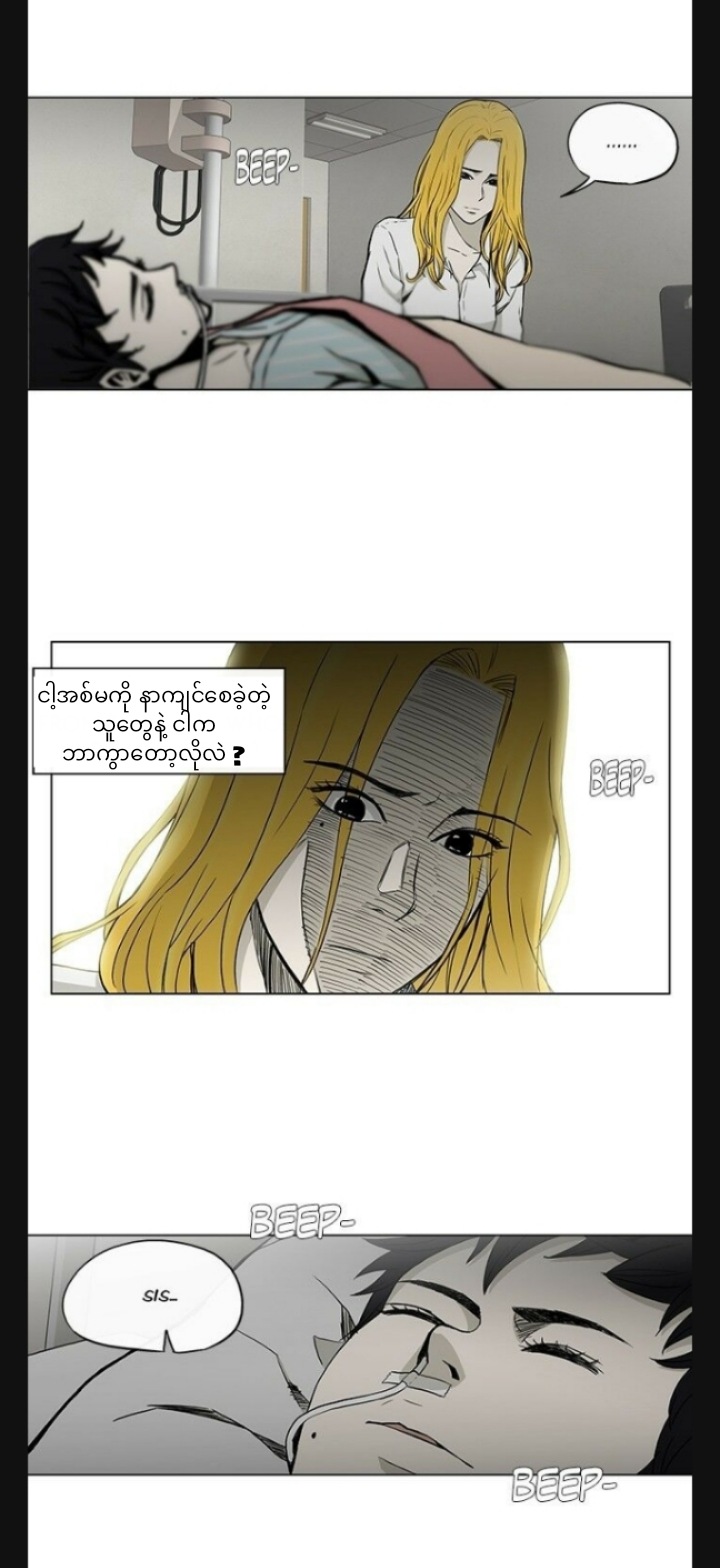 ......
BEEP-
ငါ့အစ်မကို နာကျင်စေခဲ့တဲ့
သူတွေနဲ့ ငါက
ဘာကွာတော့လိုလဲ ?
BEEP-
BEEP-
SIS...
BEEP-